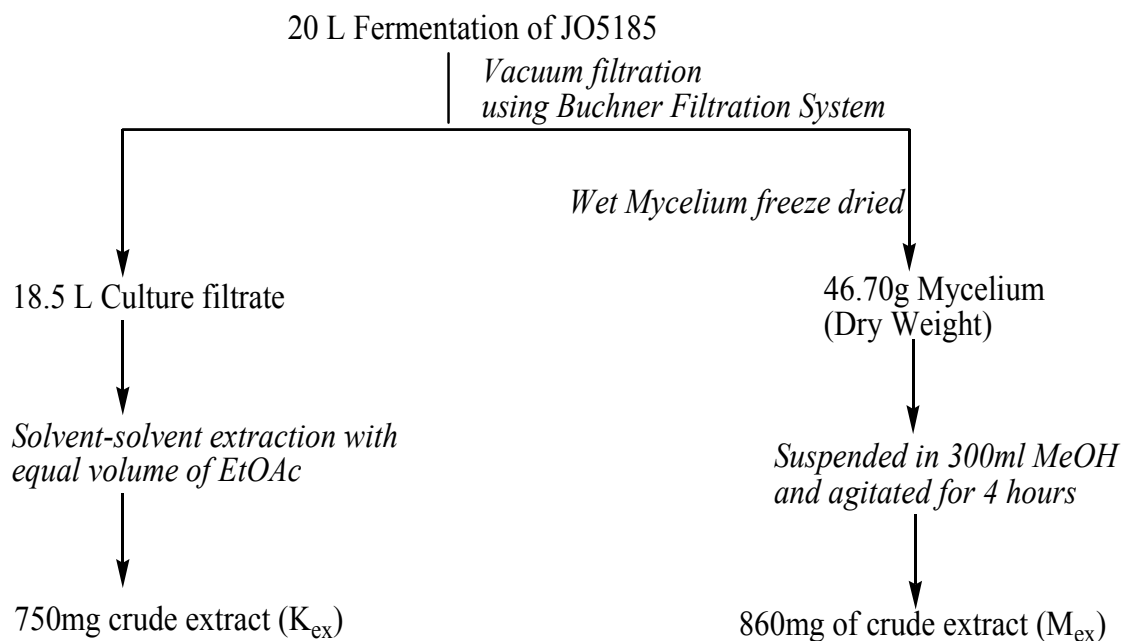 20 L Fermentation of JO5185
Vacuum filtration
using Buchner Filtration System
Wet Mycelium freeze dried
18.5 L Culture filtrate
46.70g Mycelium
(Dry Weight)
Solvent-solvent extraction with
equal volume of EtOAc
Suspended in 300ml MeOH
and agitated for 4 hours
750mg crude extract (Kex)
860mg of crude extract (Mex)